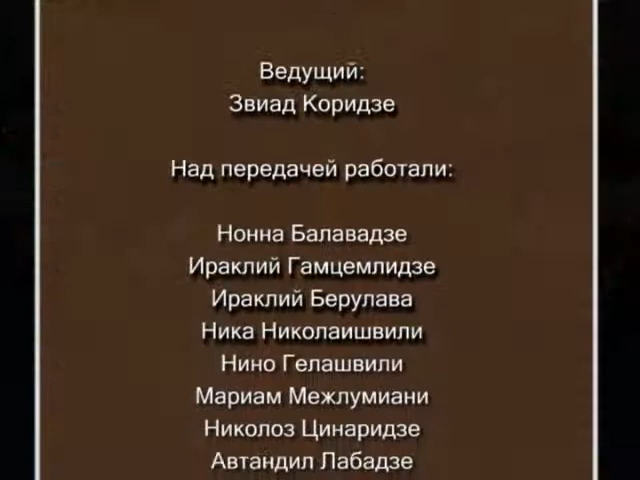 Ведущий:
Звиад Коридзе
Над передачей работали:
Нонна Балавадзе
Ираклий Гамцемлидзе
Ираклий Берулава
Ника Николаишвили
Нино Гелашвили
Мариам Межлумиани
Николоз Цинаридзе
Автандил Лабадзе